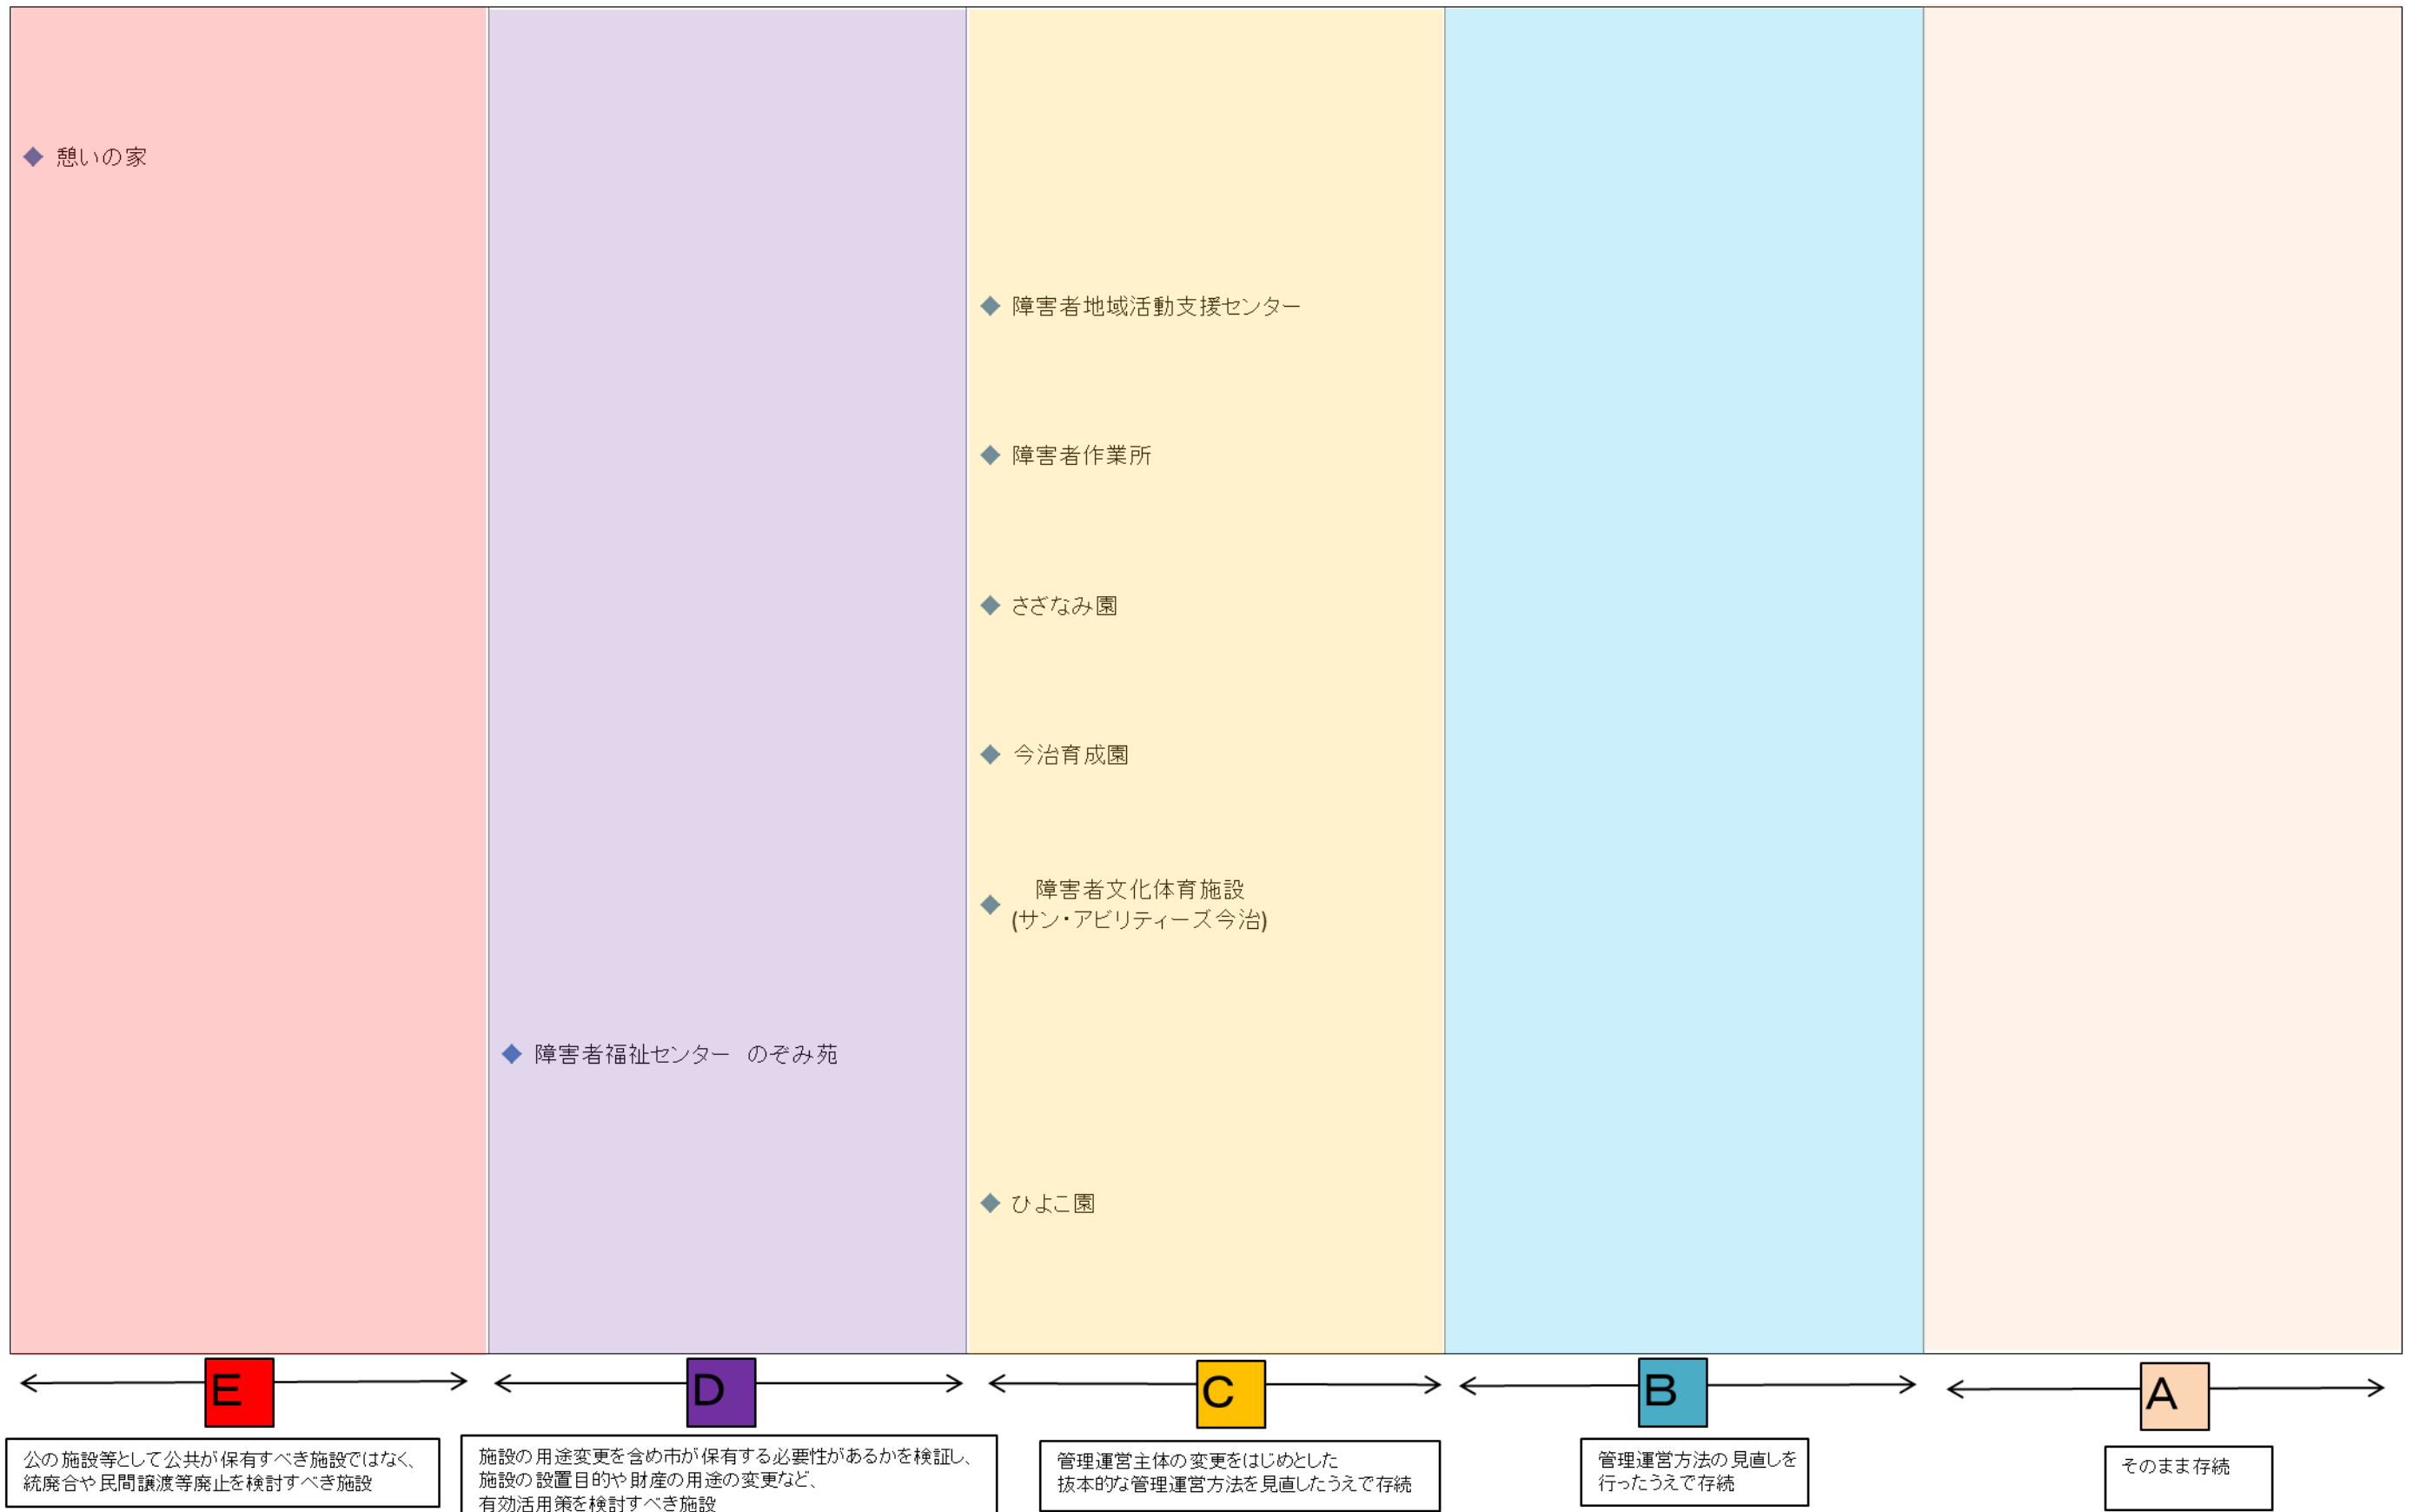 憩いの家
障害者地域活動支援センター
障害者作業所
さざなみ園
今治育成園
障害者文化体育施設
(サン・アビリティーズ今治)
障害者福祉センター　のぞみ苑
ひよこ園
E
D
C
B
A
公の施設等として公共が保有すべき施設ではなく、
統廃合や民間譲渡等廃止を検討すべき施設
施設の用途変更を含め市が保有する必要性があるかを検証し、
施設の設置目的や財産の用途の変更など、
有効活用策を検討すべき施設
管理運営主体の変更をはじめとした
抜本的な管理運営方法を見直したうえで存続
管理運営方法の見直しを
行ったうえで存続
そのまま存続